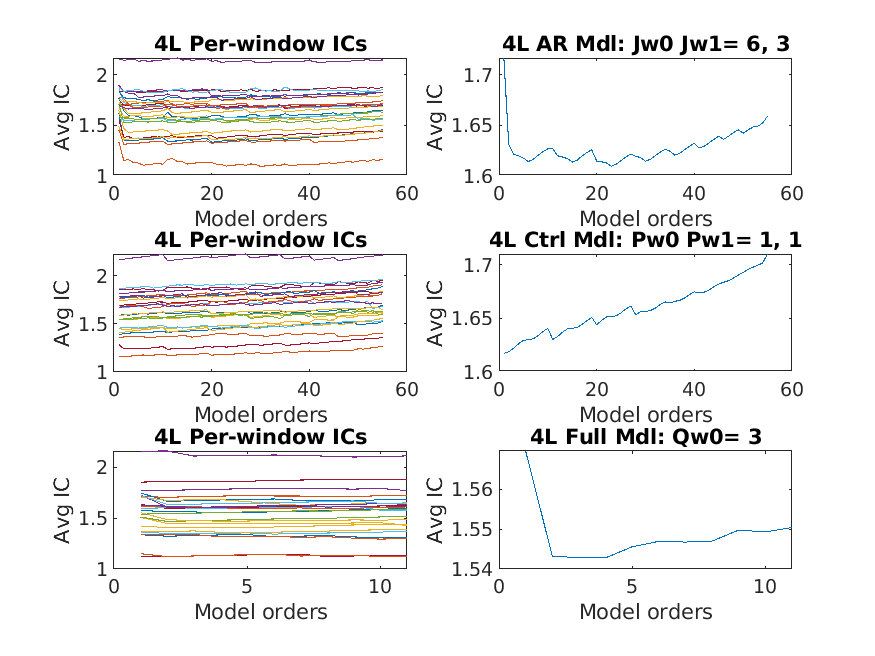 4L Per-window ICs
Avg IC
2
1.5
1
0 20 40 60
Model orders
4L AR Mdl: Jw0 Jw1= 6, 3
Avg IC
1.7
1.65
1.6
0 20 40 60
Model orders
4L Per-window ICs
Avg IC
2
1.5
1
0 20 40 60
Model orders
4L Ctrl Mdl: Pw0 Pw1= 1, 1
Avg IC
1.7
1.65
1.6
0 20 40 60
Model orders
4L Per-window ICs
Avg IC
2
1.5
1
0 5 10
Model orders
4L Full Mdl: Qw0= 3
Avg IC
1.56
1.55
1.54
0 5 10
Model orders